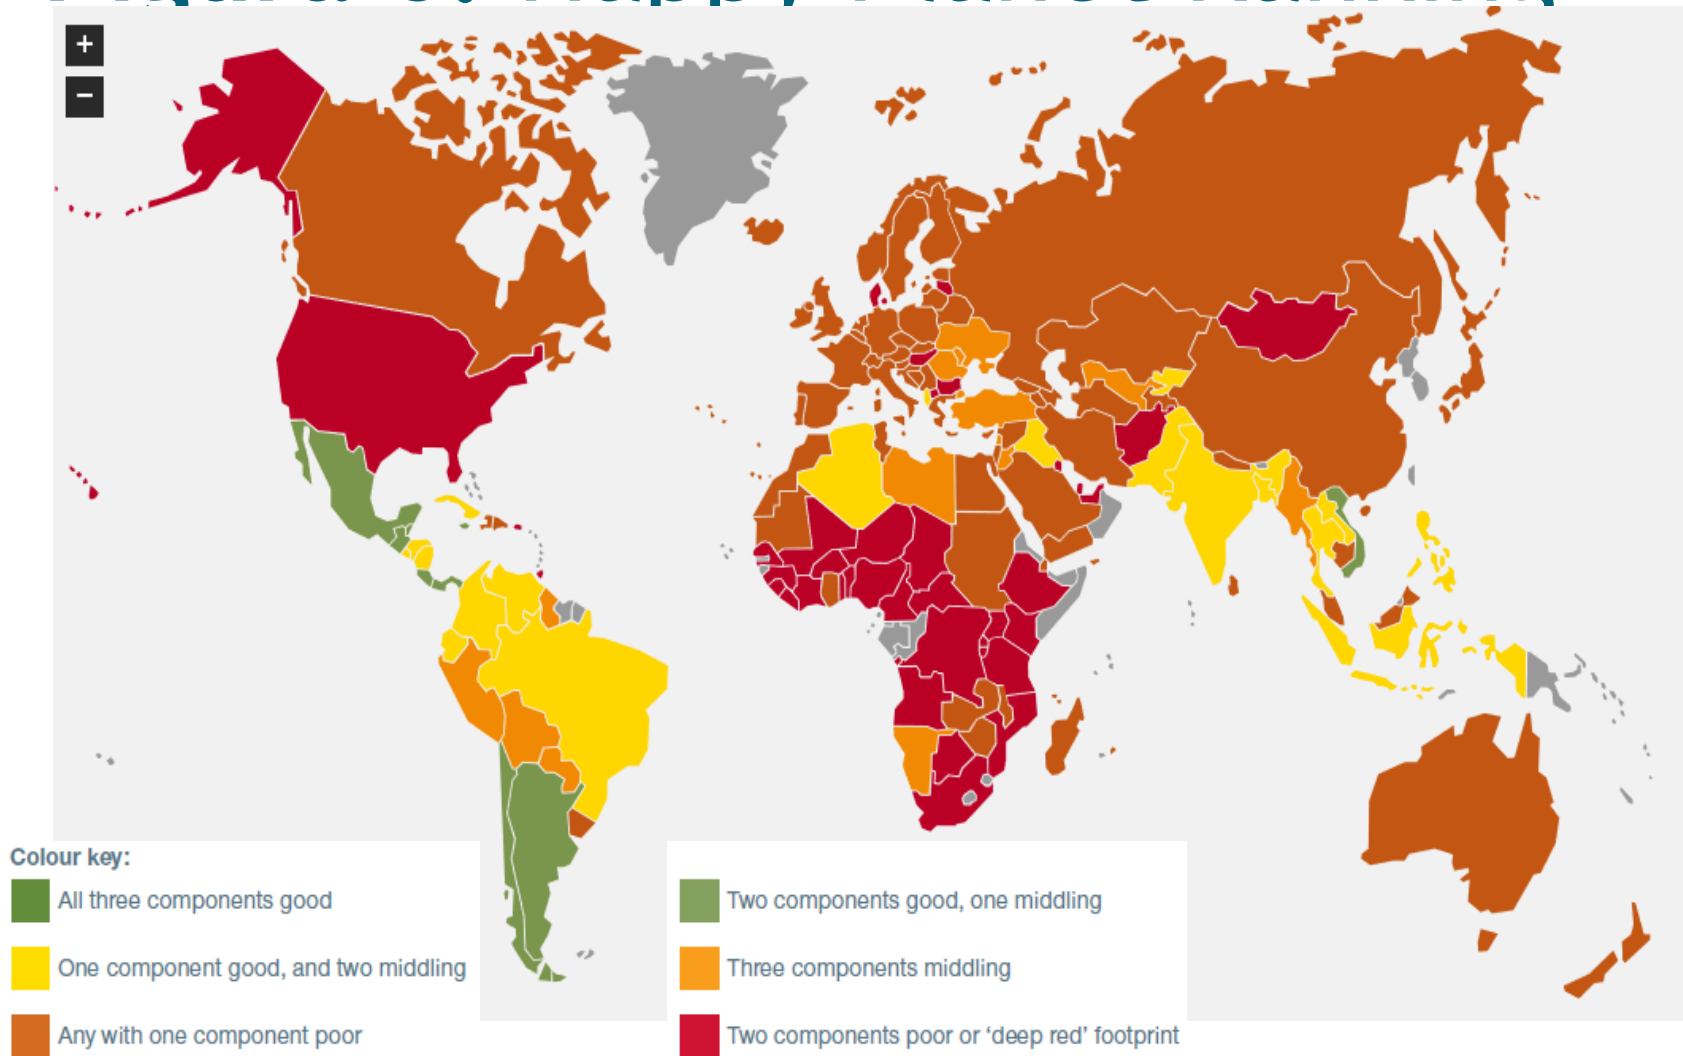 +
−
Colour key:
All three components good
Two components good, one middling
One component good, and two middling
Three components middling
Any with one component poor
Two components poor or ‘deep red’ footprint